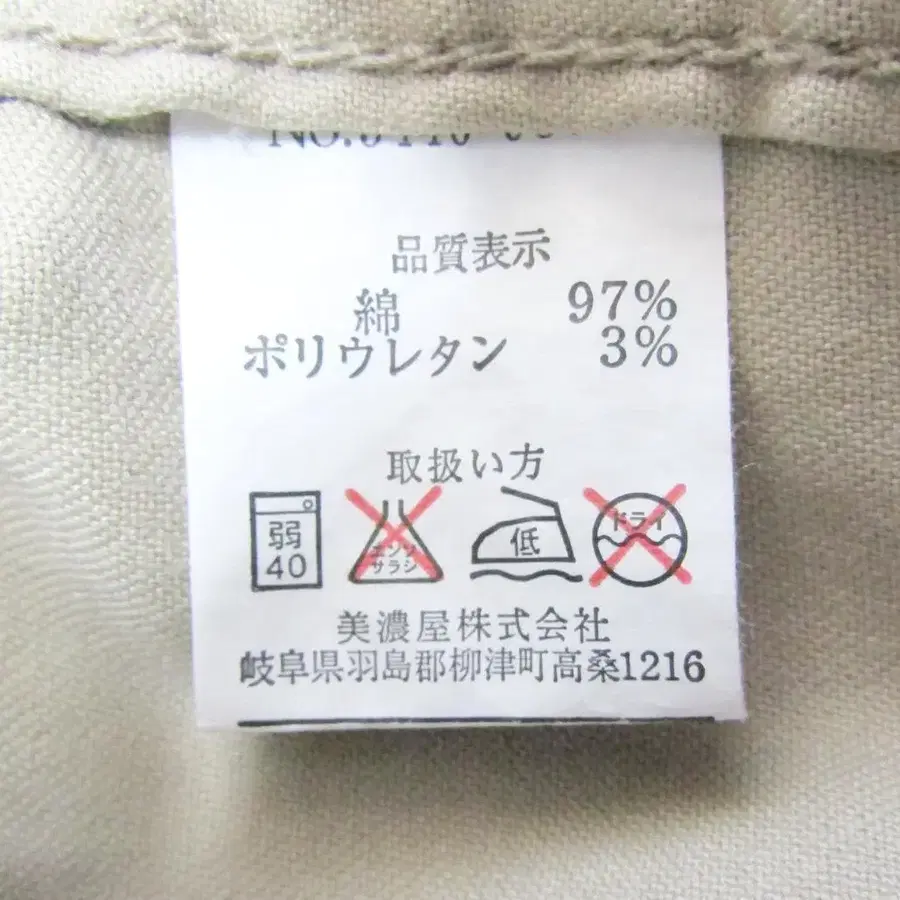 品質表示
綿 97%
ポリウレタン 3%
取扱い方
弱 40
エンソ サラシ
低
ドライ
美濃屋株式会社
岐阜県羽島郡柳津町高桑1216